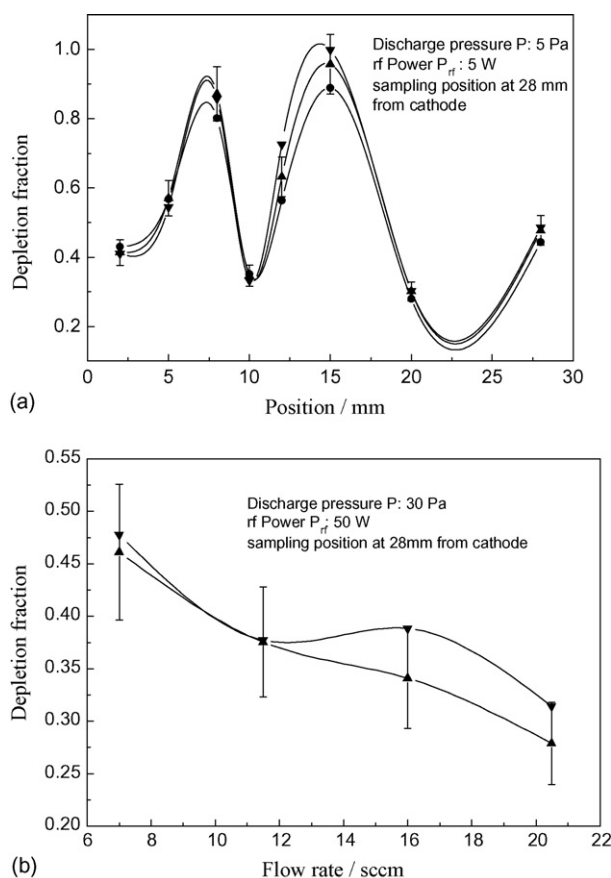 Discharge pressure P: 5 Pa
rf Power Prf : 5 W
sampling position at 28 mm
from cathode
1.0
0.8
0.6
0.4
0.2
Depletion fraction
0 5 10 15 20 25 30
Position / mm
(a)
Discharge pressure P: 30 Pa
rf Power Prf: 50 W
sampling position at 28mm from cathode
0.55
0.50
0.45
0.40
0.35
0.30
0.25
0.20
Depletion fraction
6 8 10 12 14 16 18 20 22
Flow rate / sccm
(b)